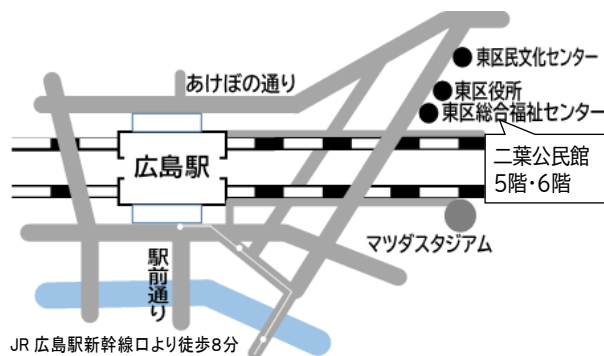 東区民文化センター
あけぼの通り
東区役所
東区総合福祉センター
二葉公民館
5階・6階
広島駅
マツダスタジアム
駅前通り
JR 広島駅新幹線口より徒歩8分